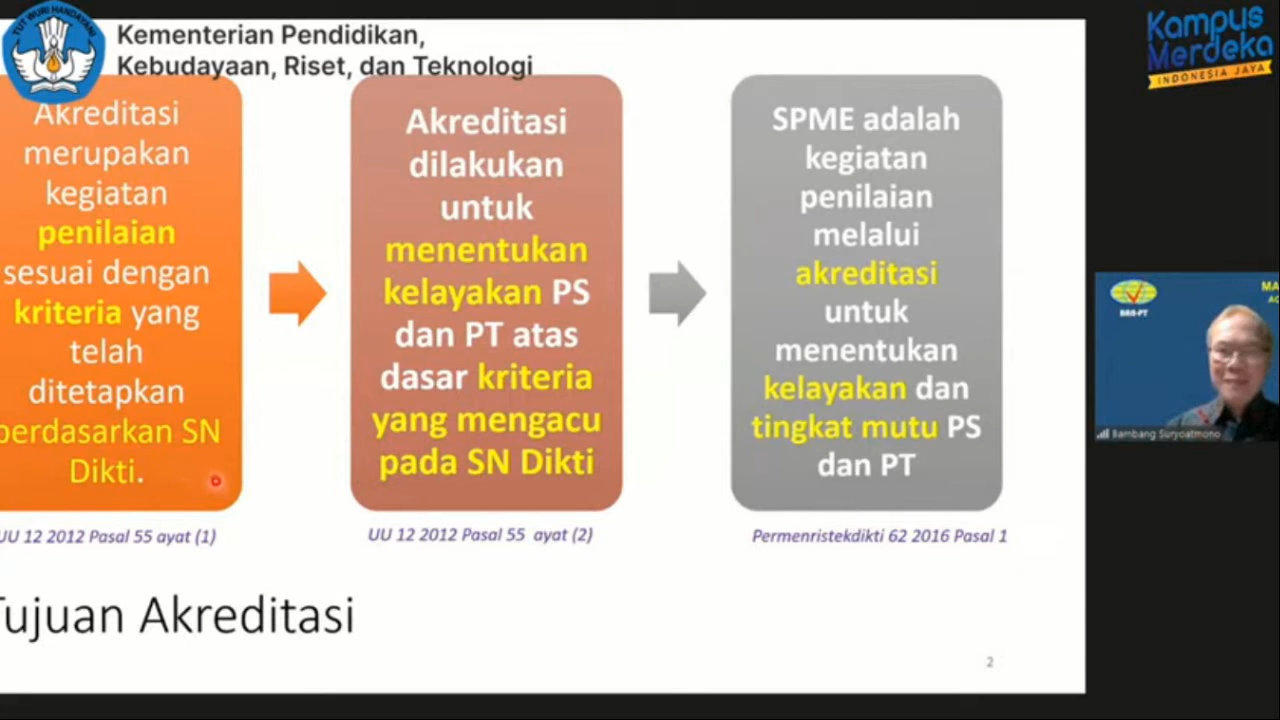 TUT WURI HANDAYANI
Kementerian Pendidikan,
Kebudayaan, Riset, dan Teknologi
Kampus
Merdeka
INDONESIA JAYA
Akreditasi
merupakan
kegiatan
penilaian
sesuai dengan
kriteria yang
telah
ditetapkan
berdasarkan SN
Dikti.
UU 12 2012 Pasal 55 ayat (1)
Akreditasi
dilakukan
untuk
menentukan
kelayakan PS
dan PT atas
dasar kriteria
yang mengacu
pada SN Dikti
UU 12 2012 Pasal 55 ayat (2)
SPME adalah
kegiatan
penilaian
melalui
akreditasi
untuk
menentukan
kelayakan dan
tingkat mutu PS
dan PT
Permenristekdikti 62 2016 Pasal 1
Tujuan Akreditasi
2
BAN-PT
MA
Bambang Suryoatmono